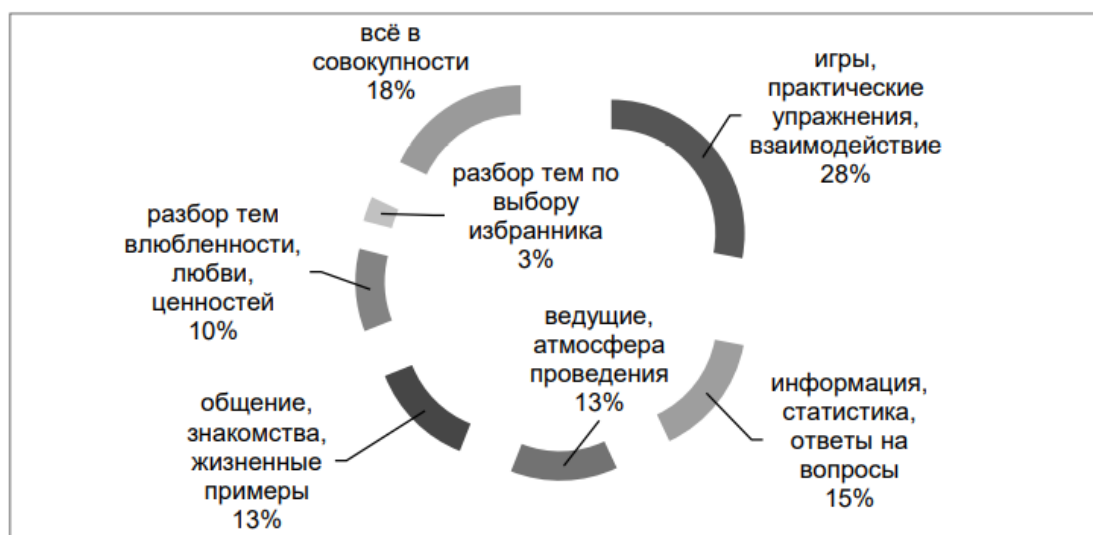 всё в
совокупности
18%
игры,
практические
упражнения,
взаимодействие
28%
разбор тем по
выбору
избранника
3%
разбор тем
влюбленности,
любви,
ценностей
10%
ведущие,
атмосфера
проведения
13%
информация,
статистика,
ответы на
вопросы
15%
общение,
знакомства,
жизненные
примеры
13%